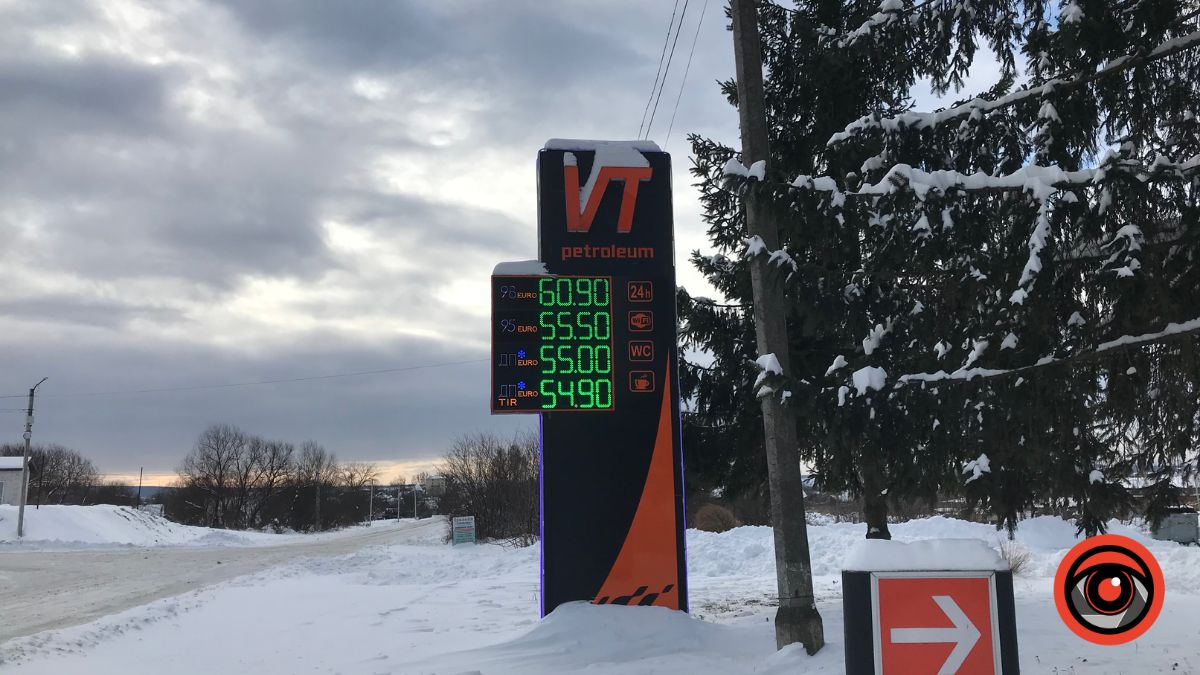 VT
petroleum
98 EURO 60.90
95 EURO 55.50
ДП EURO 55.00
ДП EURO 54.90
TIR
24h
WiFi
WC